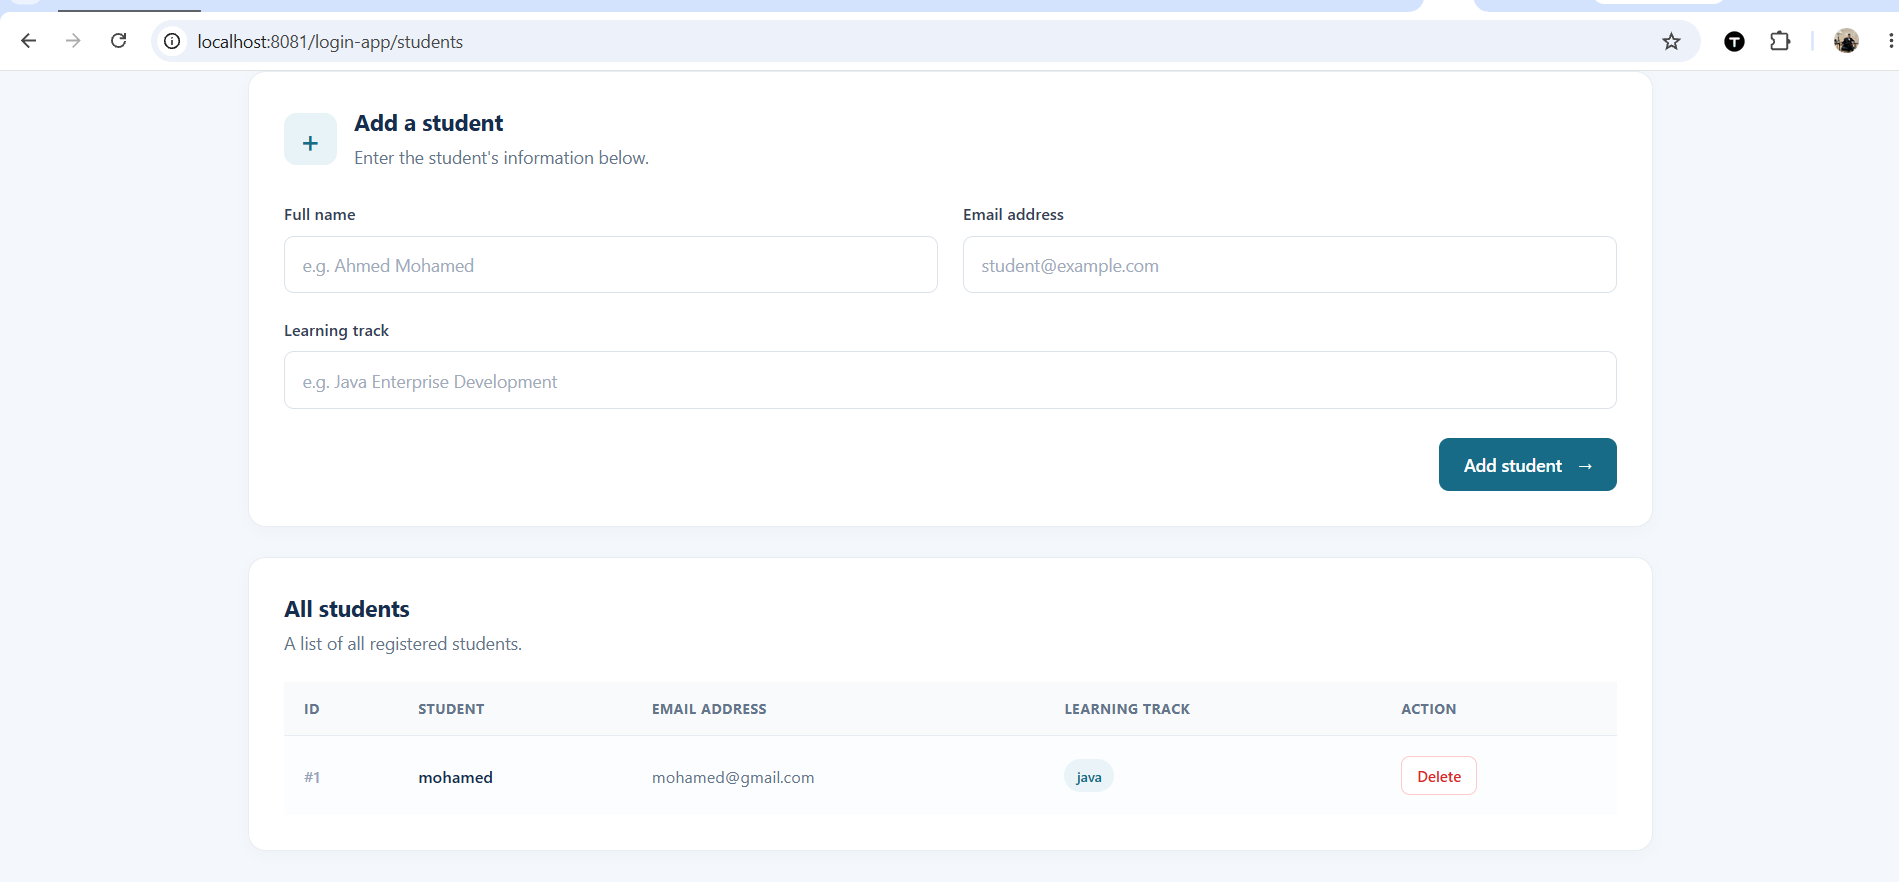 localhost:8081/login-app/students
T
+
Add a student
Enter the student's information below.
Full name
Email address
e.g. Ahmed Mohamed
student@example.com
Learning track
e.g. Java Enterprise Development
Add student →
All students
A list of all registered students.
ID STUDENT EMAIL ADDRESS LEARNING TRACK ACTION
#1 mohamed mohamed@gmail.com java Delete